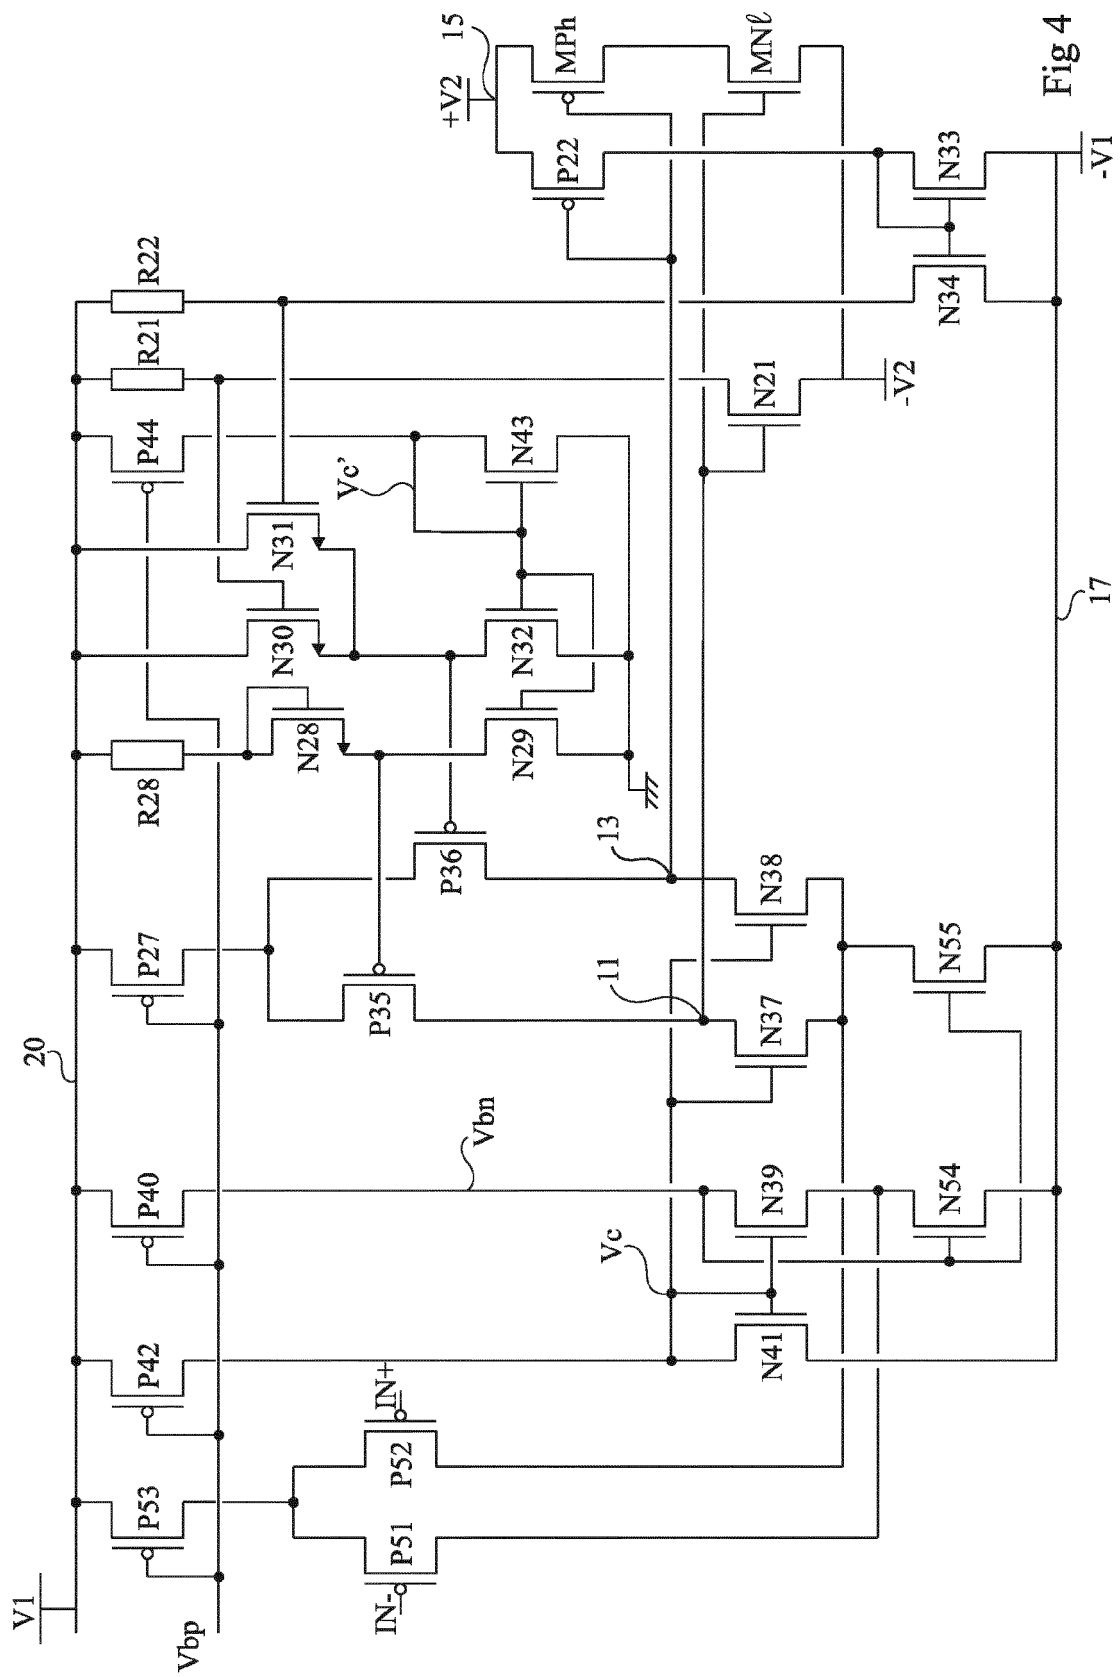 V1
Vbp
20
P53
P42
P40
P27
R28
P44
R21
R22
N28
N30
N31
Vc'
IN-
P51
P52
IN+
Vbn
P35
P36
N29
N32
N43
+V2
15
P22
MPh
Vc
11
13
N41
N39
N37
N38
N21
MNℓ
-V2
N54
N55
N34
N33
17
-V1
Fig 4